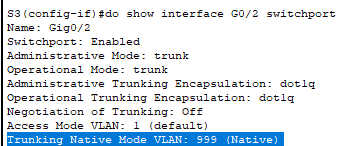 S3(config-if)#do show interface G0/2 switchport
Name: Gig0/2
Switchport: Enabled
Administrative Mode: trunk
Operational Mode: trunk
Administrative Trunking Encapsulation: dot1q
Operational Trunking Encapsulation: dot1q
Negotiation of Trunking: Off
Access Mode VLAN: 1 (default)
Trunking Native Mode VLAN: 999 (Native)